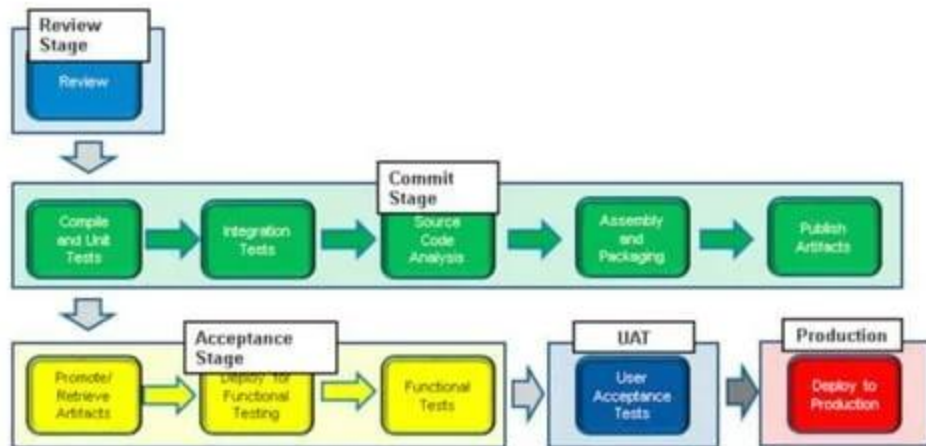 Review
Stage
Review
Commit
Stage
Compile
and Unit
Tests
Integration
Tests
Source
Code
Analysis
Assembly
and
Packaging
Publish
Artifacts
Acceptance
Stage
Promote/
Retrieve
Artifacts
Deploy for
Functional
Testing
Functional
Tests
UAT
User
Acceptance
Tests
Production
Deploy to
Production